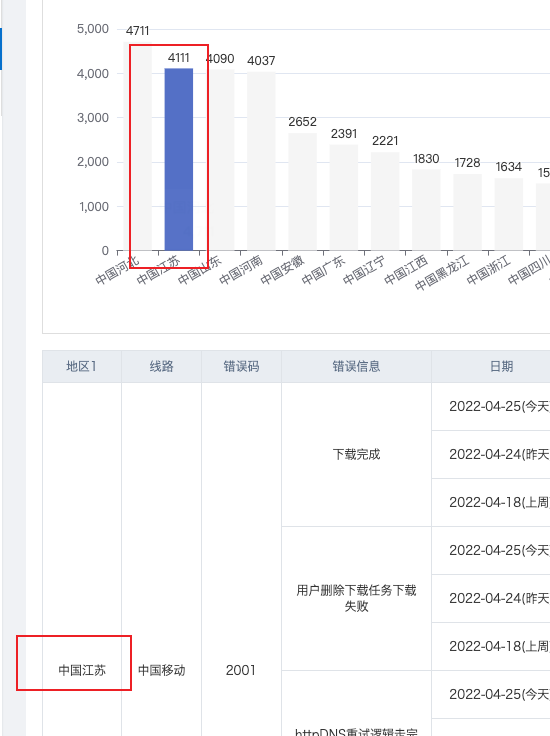 5,000
4,000
3,000
2,000
1,000
0
4711
4111
4090
4037
2652
2391
2221
1830
1728
1634
中国河北
中国江苏
中国山东
中国河南
中国安徽
中国广东
中国辽宁
中国江西
中国黑龙江
中国浙江
中国四川
地区1 线路 错误码 错误信息 日期
下载完成
2022-04-25(今天
2022-04-24(昨天
2022-04-18(上周
用户删除下载任务下载
失败
2022-04-25(今天
2022-04-24(昨天
2022-04-18(上周
中国江苏 中国移动 2001
2022-04-25(今天
httpDNS重试逻辑走完